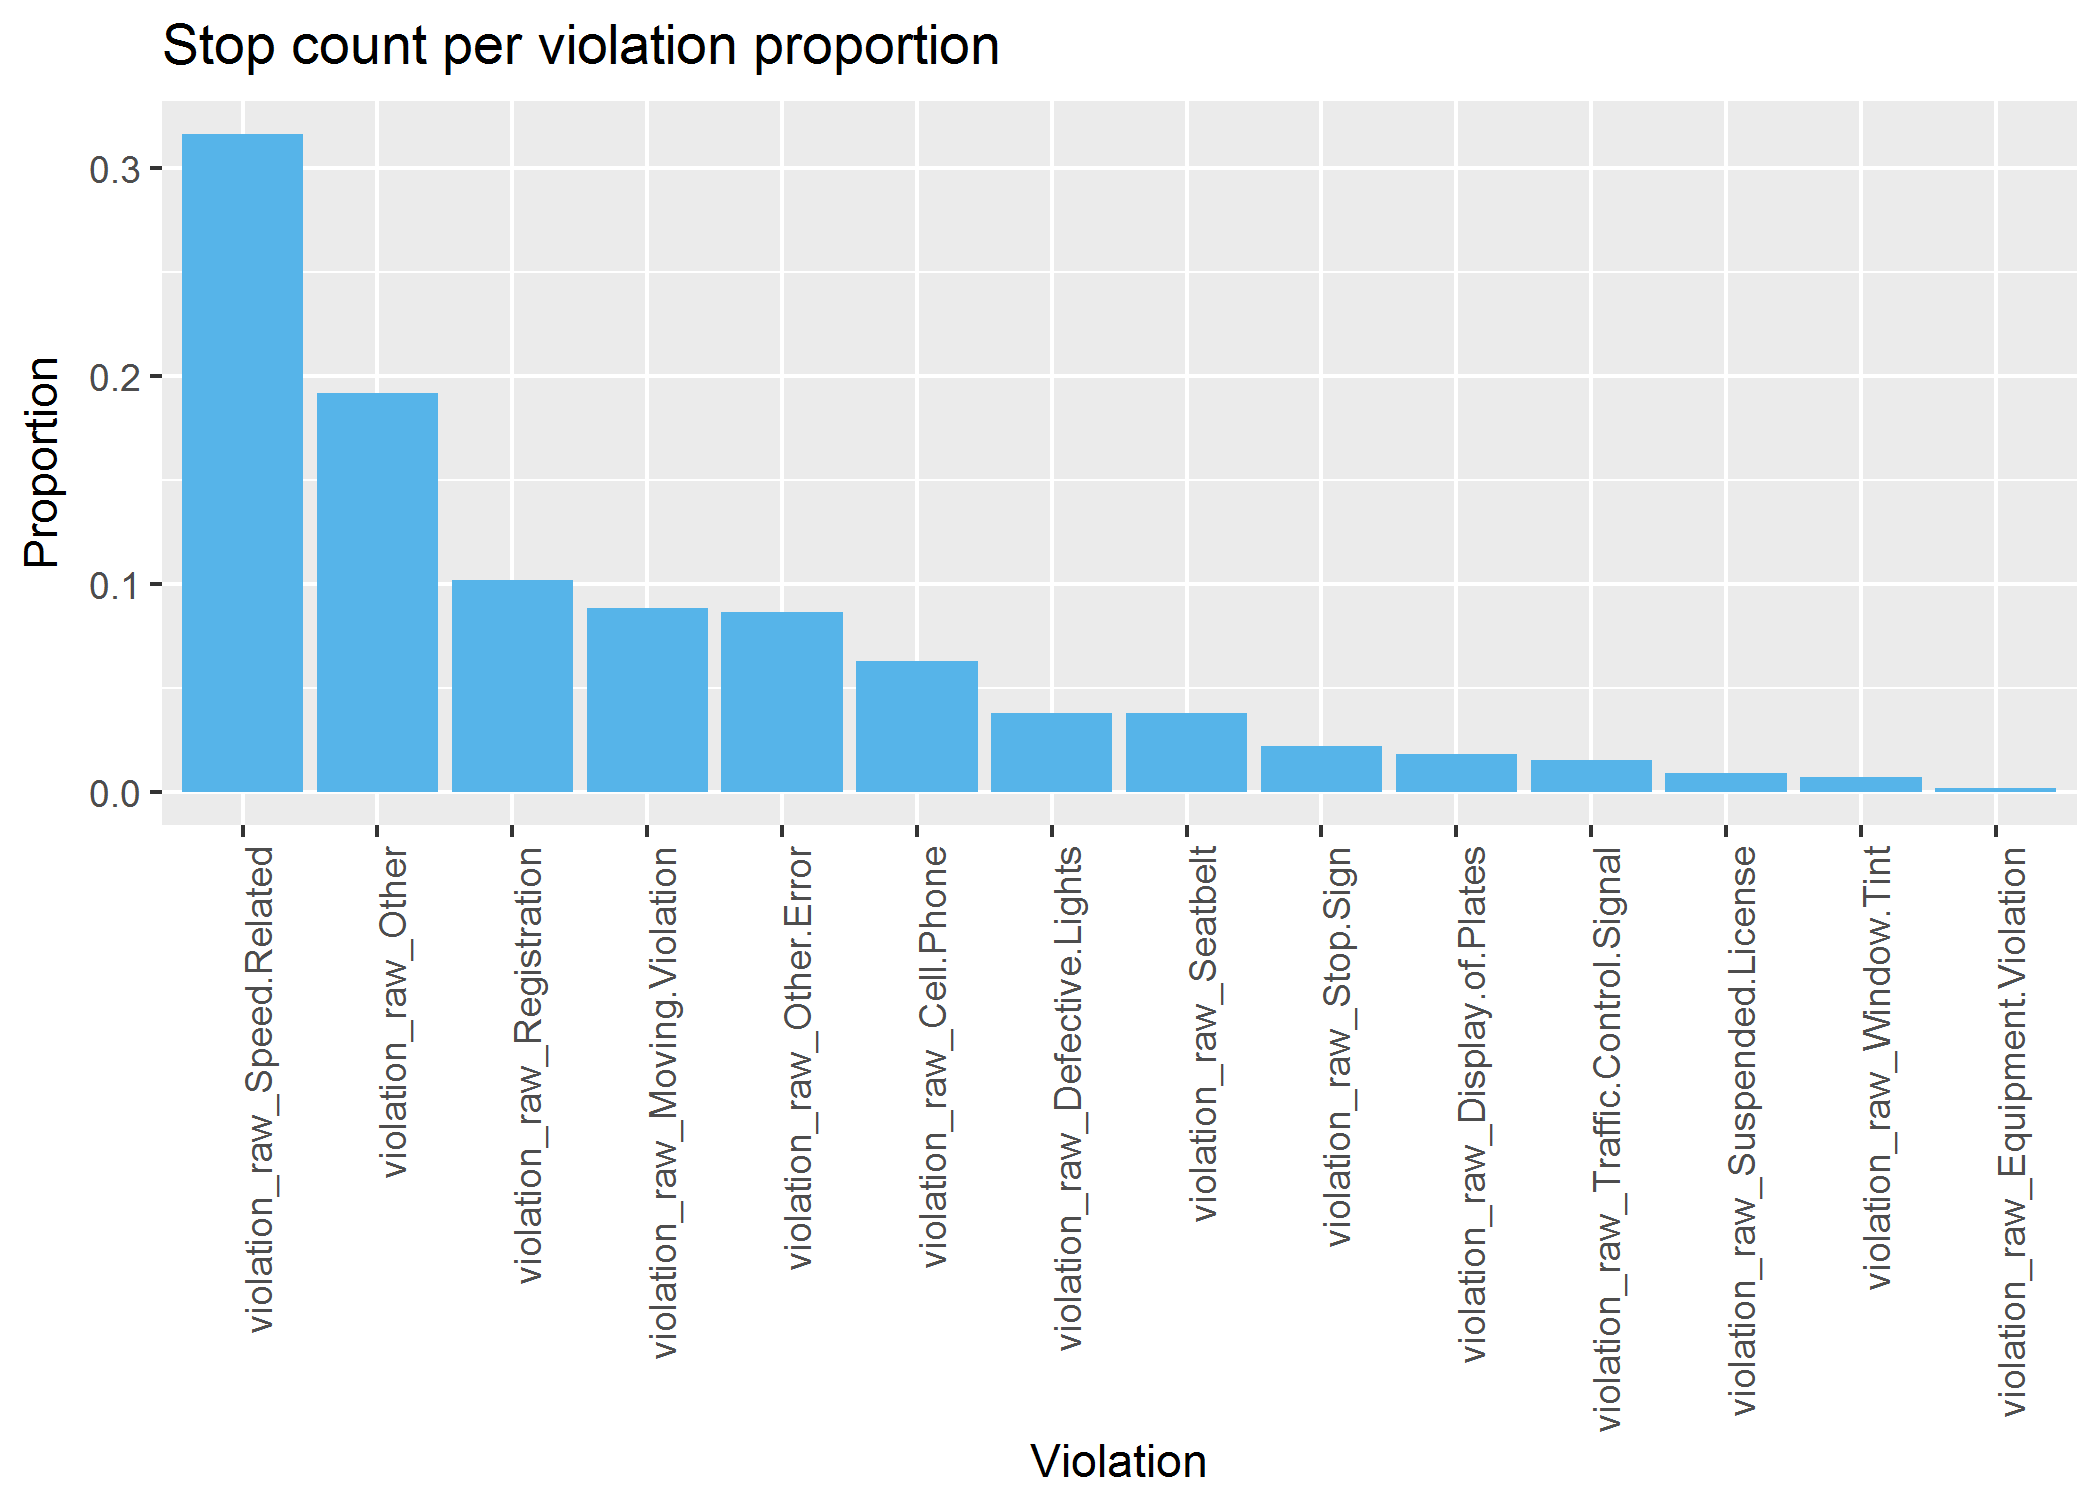 Stop count per violation proportion
Proportion
0.3
0.2
0.1
0.0
violation_raw_Speed.Related
violation_raw_Other
violation_raw_Registration
violation_raw_Moving.Violation
violation_raw_Other.Error
violation_raw_Cell.Phone
violation_raw_Defective.Lights
violation_raw_Seatbelt
violation_raw_Stop.Sign
violation_raw_Display.of.Plates
violation_raw_Traffic.Control.Signal
violation_raw_Suspended.License
violation_raw_Window.Tint
violation_raw_Equipment.Violation
Violation